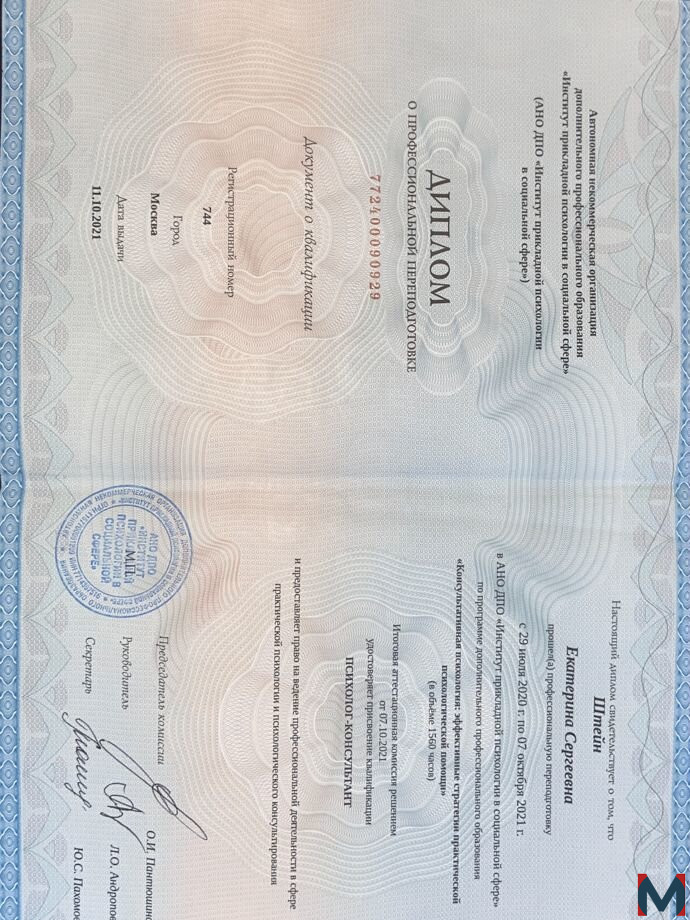 Автономная некоммерческая организация
дополнительного профессионального образования
«Институт прикладной психологии в социальной сфере»
(АНО ДПО «Институт прикладной психологии
в социальной сфере»)
ДИПЛОМ
О ПРОФЕССИОНАЛЬНОЙ ПЕРЕПОДГОТОВКЕ
772400090929
Документ о квалификации
Регистрационный номер
744
Город
Москва
Дата выдачи
11.10.2021
Настоящий диплом свидетельствует о том, что
Штейн
Екатерина Сергеевна
прошел(а) профессиональную переподготовку
с 29 июля 2020 г. по 07 октября 2021 г.
в АНО ДПО «Институт прикладной психологии в социальной сфере»
по программе дополнительного профессионального образования
«Консультативная психология: эффективные стратегии практической
психологической помощи»
(в объёме 1560 часов)
Итоговая аттестационная комиссия решением
от 07.10.2021
удостоверяет присвоение квалификации
ПСИХОЛОГ-КОНСУЛЬТАНТ
и предоставляет право на ведение профессиональной деятельности в сфере
практической психологии и психологического консультирования
Председатель комиссии О.И. Пантюшина
Руководитель Л.О. Андропо
Секретарь Ю.С. Пахомо
М.П.
АНО ДПО
«ИНСТИТУТ
ПРИКЛАДНОЙ
ПСИХОЛОГИИ В
СОЦИАЛЬНОЙ
СФЕРЕ»
М